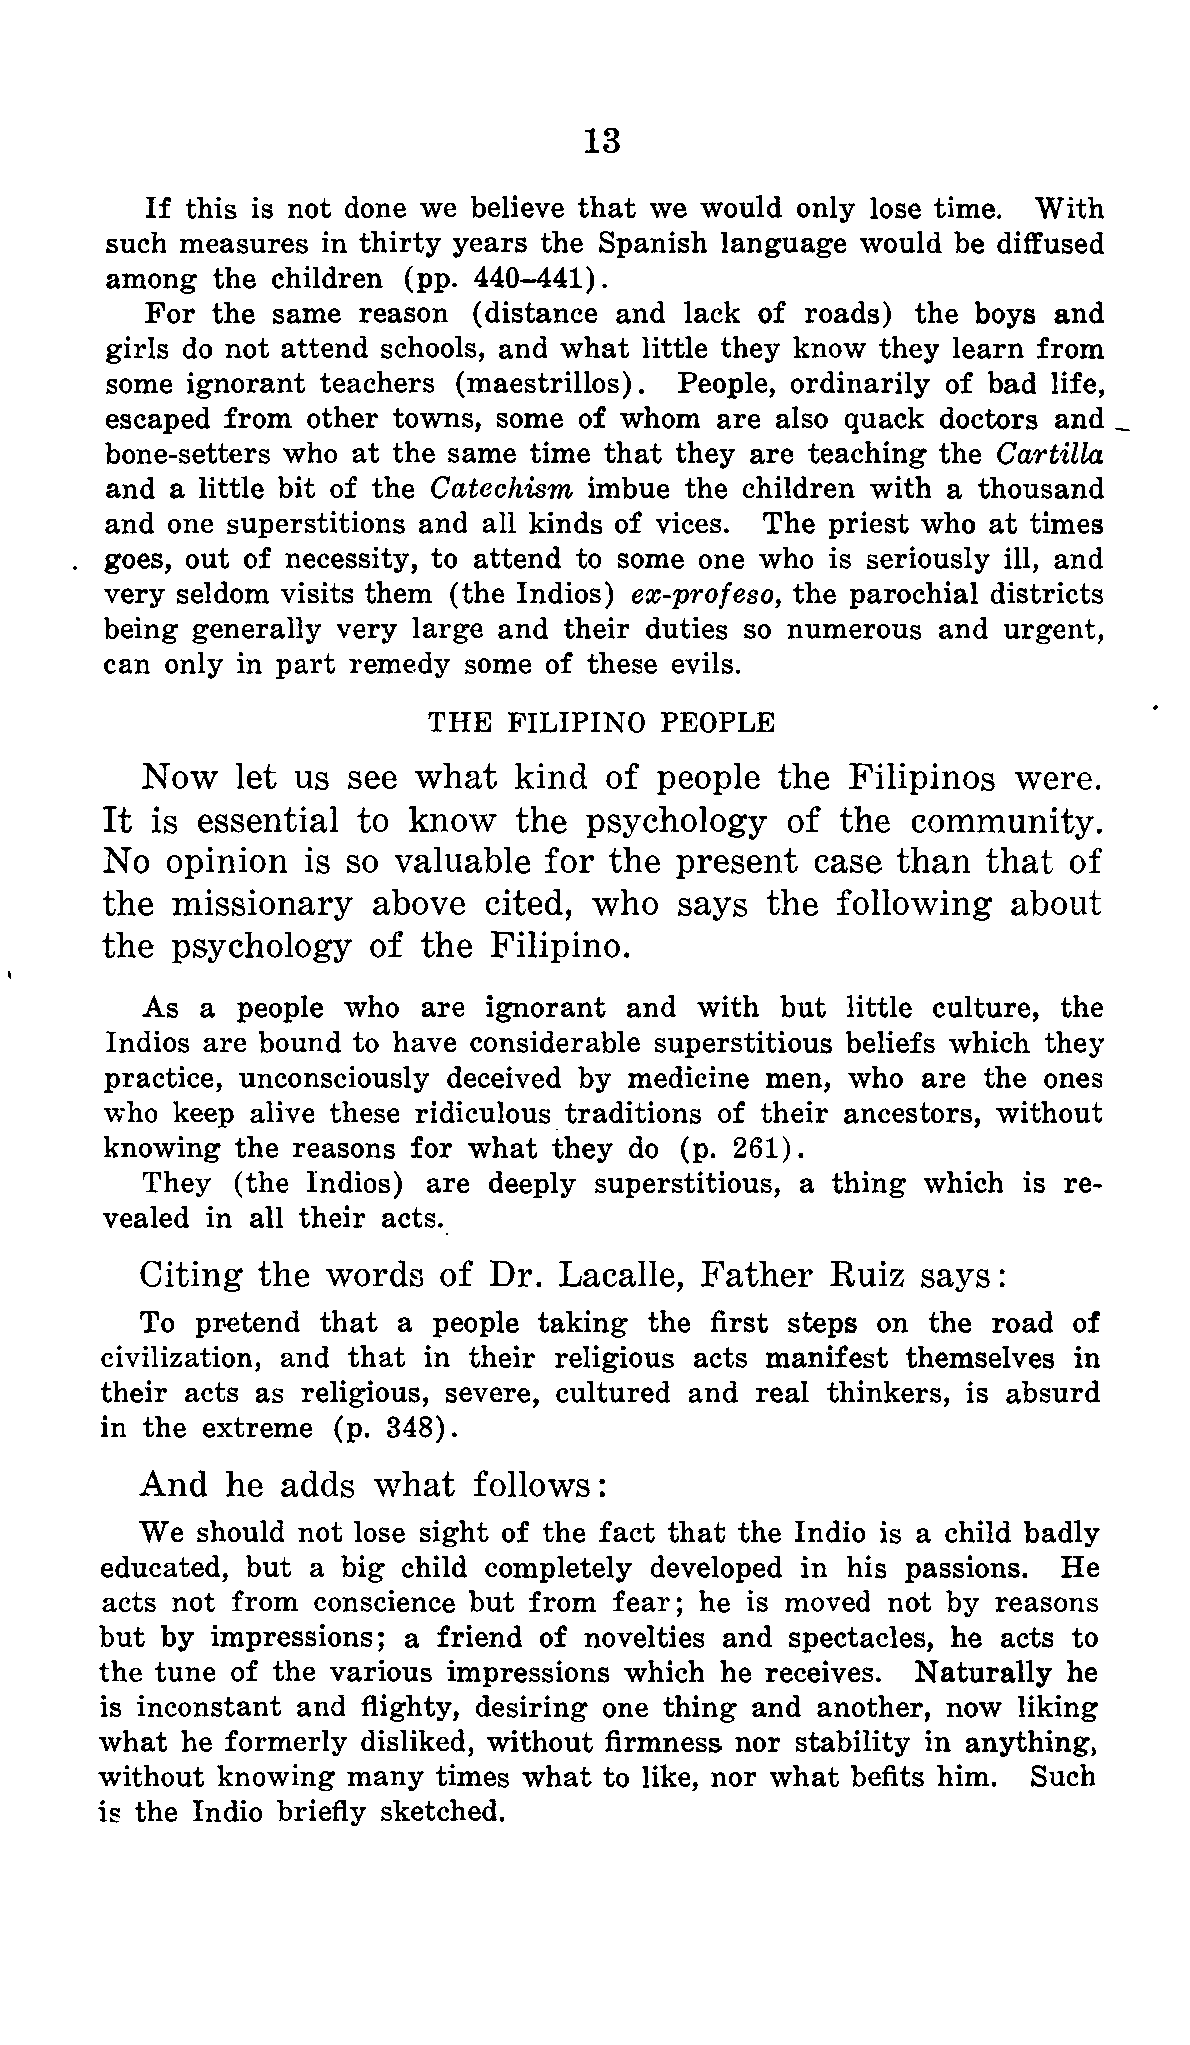 13
If this is not done we believe that we would only lose time. With
such measures in thirty years the Spanish language would be diffused
among the children (pp. 440–441).
For the same reason (distance and lack of roads) the boys and
girls do not attend schools, and what little they know they learn from
some ignorant teachers (maestrillos). People, ordinarily of bad life,
escaped from other towns, some of whom are also quack doctors and
bone-setters who at the same time that they are teaching the Cartilla
and a little bit of the Catechism imbue the children with a thousand
and one superstitions and all kinds of vices. The priest who at times
goes, out of necessity, to attend to some one who is seriously ill, and
very seldom visits them (the Indios) ex-profeso, the parochial districts
being generally very large and their duties so numerous and urgent,
can only in part remedy some of these evils.
THE FILIPINO PEOPLE
Now let us see what kind of people the Filipinos were.
It is essential to know the psychology of the community.
No opinion is so valuable for the present case than that of
the missionary above cited, who says the following about
the psychology of the Filipino.
As a people who are ignorant and with but little culture, the
Indios are bound to have considerable superstitious beliefs which they
practice, unconsciously deceived by medicine men, who are the ones
who keep alive these ridiculous traditions of their ancestors, without
knowing the reasons for what they do (p. 261).
They (the Indios) are deeply superstitious, a thing which is re-
vealed in all their acts.
Citing the words of Dr. Lacalle, Father Ruiz says:
To pretend that a people taking the first steps on the road of
civilization, and that in their religious acts manifest themselves in
their acts as religious, severe, cultured and real thinkers, is absurd
in the extreme (p. 348).
And he adds what follows:
We should not lose sight of the fact that the Indio is a child badly
educated, but a big child completely developed in his passions. He
acts not from conscience but from fear; he is moved not by reasons
but by impressions; a friend of novelties and spectacles, he acts to
the tune of the various impressions which he receives. Naturally he
is inconstant and flighty, desiring one thing and another, now liking
what he formerly disliked, without firmness nor stability in anything,
without knowing many times what to like, nor what befits him. Such
is the Indio briefly sketched.